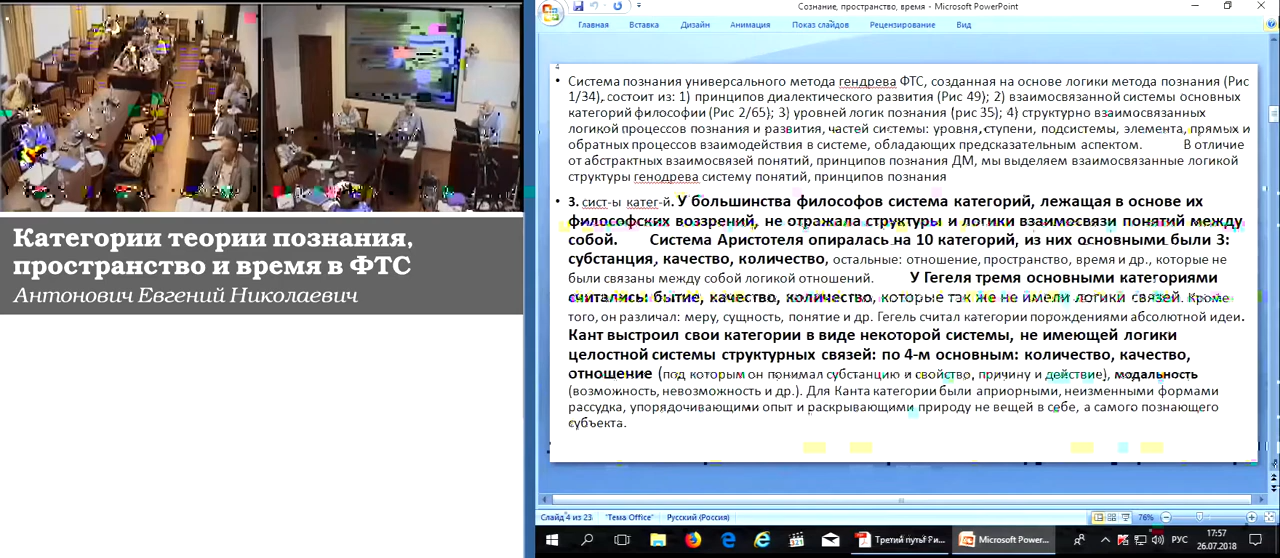 Категории теории познания,
пространство и время в ФТС
Антонович Евгений Николаевич
Сознание, пространство, время - Microsoft PowerPoint
Главная Вставка Дизайн Анимация Показ слайдов Рецензирование Вид
• Система познания универсального метода гендрева ФТС, созданная на основе логики метода познания (Рис
1/34), состоит из: 1) принципов диалектического развития (Рис 49); 2) взаимосвязанной системы основных
категорий философии (Рис 2/65); 3) уровней логик познания (рис 35); 4) структурно взаимосвязанных
логикой процессов познания и развития, частей системы: уровня, ступени, подсистемы, элемента, прямых и
обратных процессов взаимодействия в системе, обладающих предсказательным аспектом. В отличие
от абстрактных взаимосвязей понятий, принципов познания ДМ, мы выделяем взаимосвязанные логикой
структуры генодрева систему понятий, принципов познания
• 3. сист-ы катег-й. У большинства философов система категорий, лежащая в основе их
философских воззрений, не отражала структуры и логики взаимосвязи понятий между
собой. Система Аристотеля опиралась на 10 категорий, из них основными были 3:
субстанция, качество, количество, остальные: отношение, пространство, время и др., которые не
были связаны между собой логикой отношений. У Гегеля тремя основными категориями
считались: бытие, качество, количество, которые так же не имели логики связей. Кроме
того, он различал: меру, сущность, понятие и др. Гегель считал категории порождениями абсолютной идеи.
Кант выстроил свои категории в виде некоторой системы, не имеющей логики
целостной системы структурных связей: по 4-м основным: количество, качество,
отношение (под которым он понимал субстанцию и свойство, причину и действие), модальность
(возможность, невозможность и др.). Для Канта категории были априорными, неизменными формами
рассудка, упорядочивающими опыт и раскрывающими природу не вещей в себе, а самого познающего
субъекта.
Слайд 4 из 23 "Тема Office" Русский (Россия) 76%
Третий путь! Ри... Microsoft Power... РУС 17:57
26.07.2018